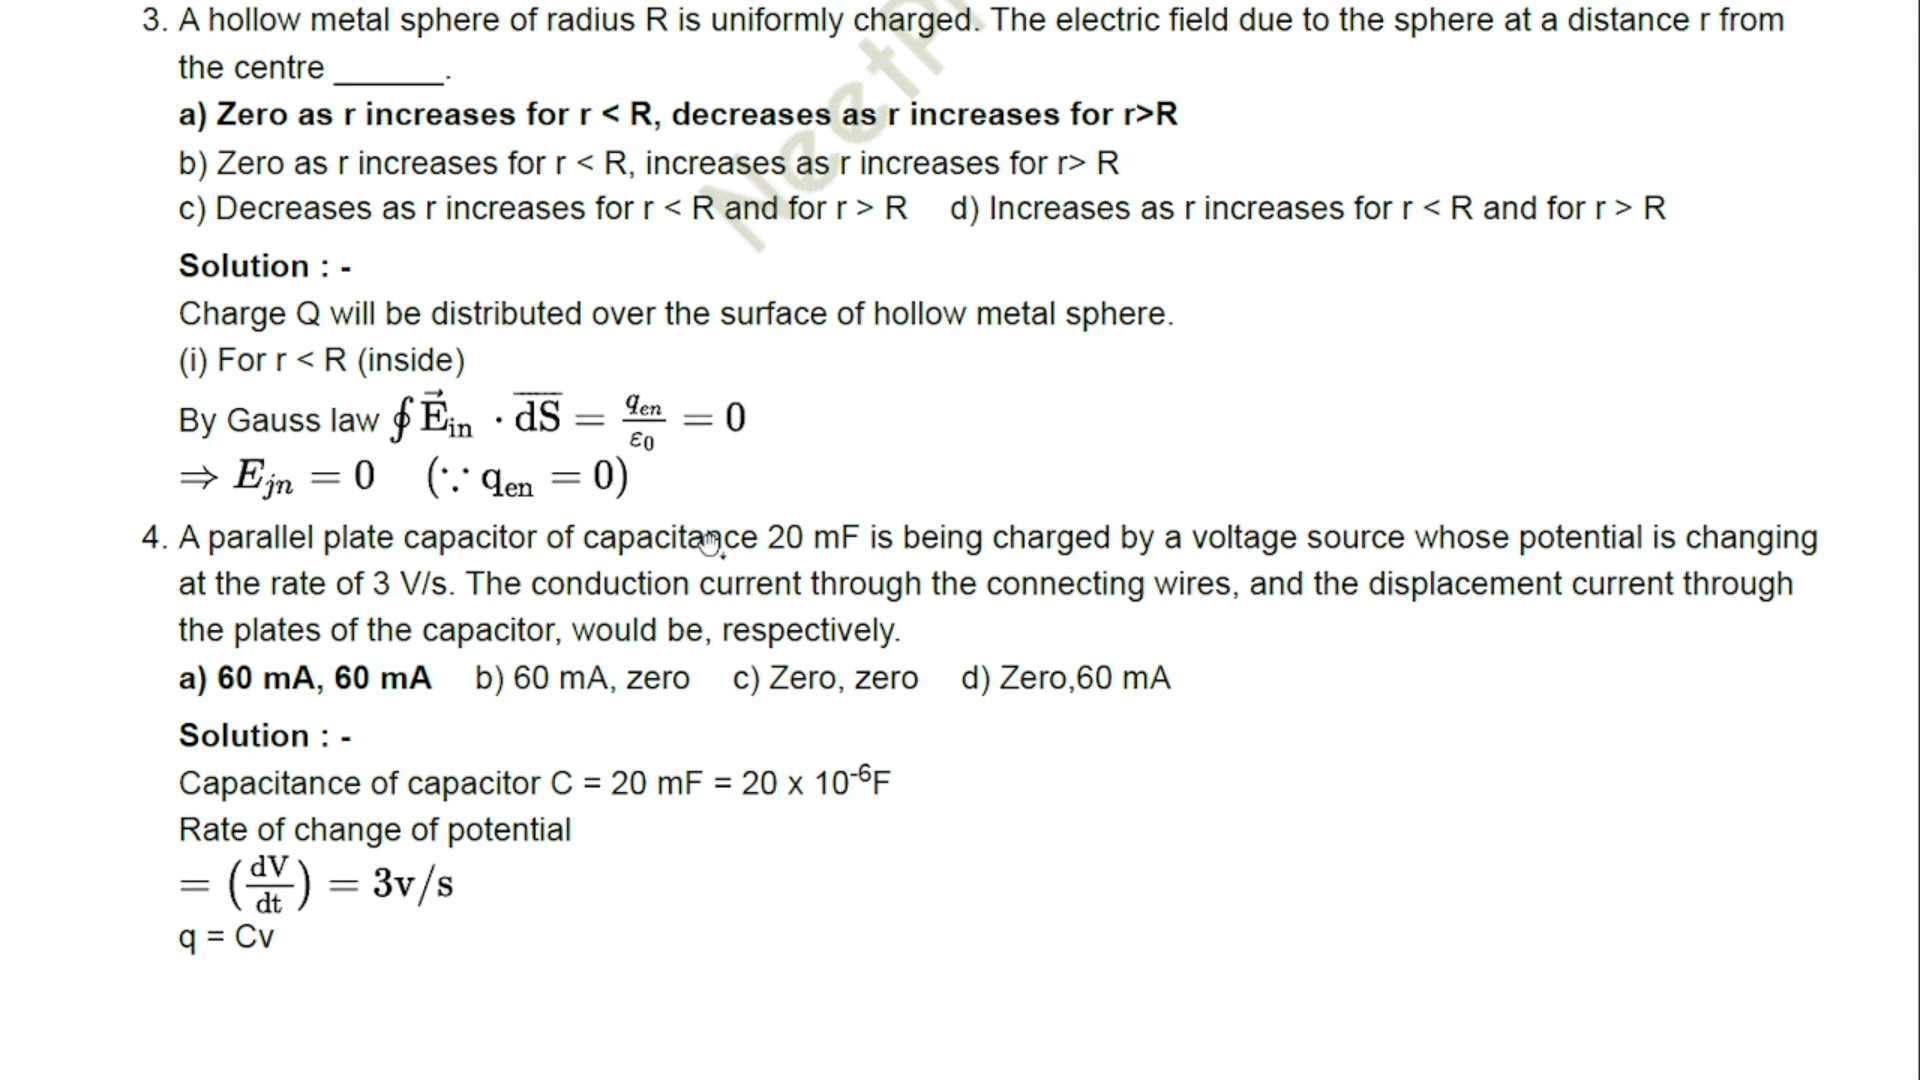 3. A hollow metal sphere of radius R is uniformly charged. The electric field due to the sphere at a distance r from
the centre ______.
a) Zero as r increases for r < R, decreases as r increases for r>R
b) Zero as r increases for r < R, increases as r increases for r> R
c) Decreases as r increases for r < R and for r > R d) Increases as r increases for r < R and for r > R
Solution : -
Charge Q will be distributed over the surface of hollow metal sphere.
(i) For r < R (inside)
By Gauss law ∮ E⃗in · d̅S̅ = qen/ε0 = 0
⇒ Ejn = 0 (∵ qen = 0)
4. A parallel plate capacitor of capacitance 20 mF is being charged by a voltage source whose potential is changing
at the rate of 3 V/s. The conduction current through the connecting wires, and the displacement current through
the plates of the capacitor, would be, respectively.
a) 60 mA, 60 mA b) 60 mA, zero c) Zero, zero d) Zero,60 mA
Solution : -
Capacitance of capacitor C = 20 mF = 20 x 10⁻⁶F
Rate of change of potential
= (dV/dt) = 3v/s
q = Cv